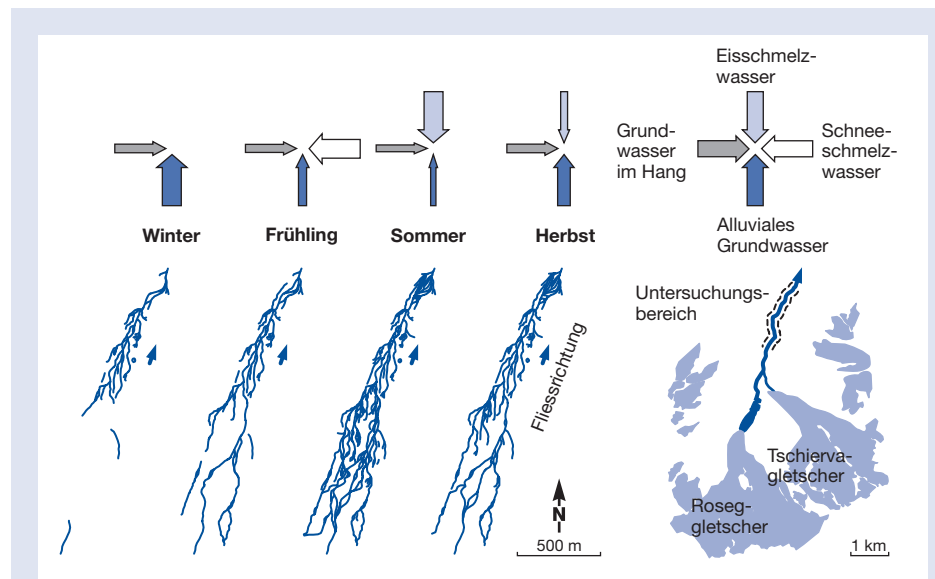 Eisschmelz-
wasser
Grund-
wasser
im Hang
Schnee-
schmelz-
wasser
Alluviales
Grundwasser
Winter
Frühling
Sommer
Herbst
Untersuchungs-
bereich
Fliessrichtung
Tschierva-
gletscher
Roseg-
gletscher
N
500 m
1 km